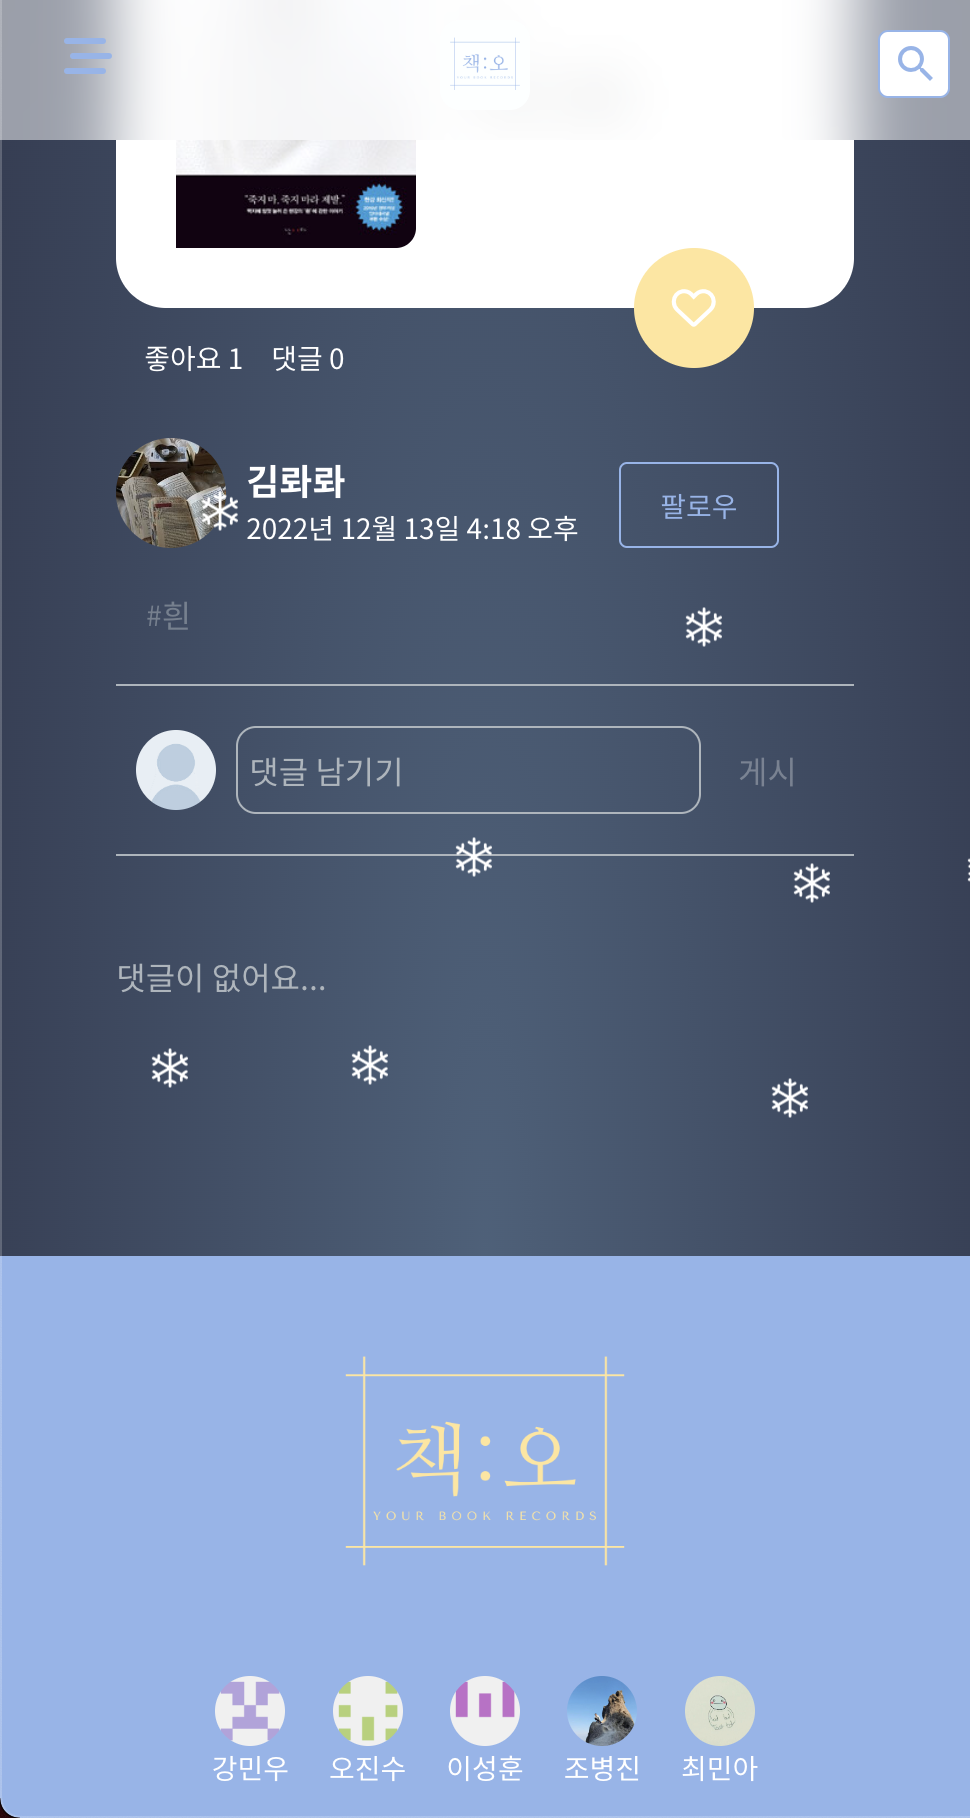 책:오
"죽지 마. 죽지 마라 제발."
좋아요 1 댓글 0
김롸롸
2022년 12월 13일 4:18 오후
팔로우
#흰
댓글 남기기
게시
댓글이 없어요...
책:오
YOUR BOOK RECORDS
강민우 오진수 이성훈 조병진 최민아